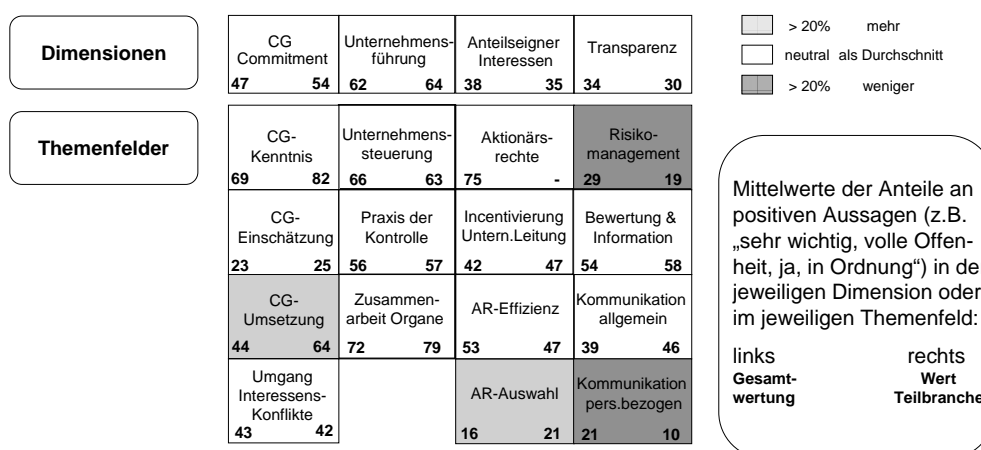 Dimensionen
CG
Commitment
47 54
Unternehmens-
führung
62 64
Anteilseigner
Interessen
38 35
Transparenz
34 30
Themenfelder
CG-
Kenntnis
69 82
Unternehmens-
steuerung
66 63
Aktionärs-
rechte
75 -
Risiko-
management
29 19
CG-
Einschätzung
23 25
Praxis der
Kontrolle
56 57
Incentivierung
Untern.Leitung
42 47
Bewertung &
Information
54 58
CG-
Umsetzung
44 64
Zusammen-
arbeit Organe
72 79
AR-Effizienz
53 47
Kommunikation
allgemein
39 46
Umgang
Interessens-
Konflikte
43 42
AR-Auswahl
16 21
Kommunikation
pers.bezogen
21 10
> 20% mehr
neutral als Durchschnitt
> 20% weniger
Mittelwerte der Anteile an
positiven Aussagen (z.B.
„sehr wichtig, volle Offen-
heit, ja, in Ordnung“) in de
jeweiligen Dimension oder
im jeweiligen Themenfeld:
links rechts
Gesamt- Wert
wertung Teilbranche